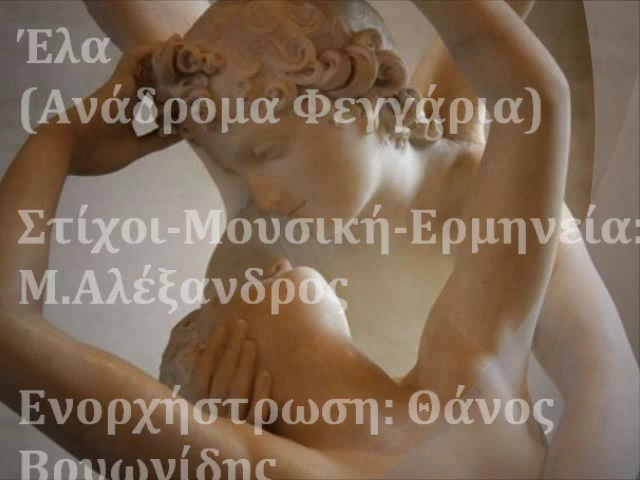 Έλα
(Ανάδρομα Φεγγάρια)
Στίχοι-Μουσική-Ερμηνεία:
Μ.Αλέξανδρος
Ενορχήστρωση: Θάνος
Βρυωνίδης